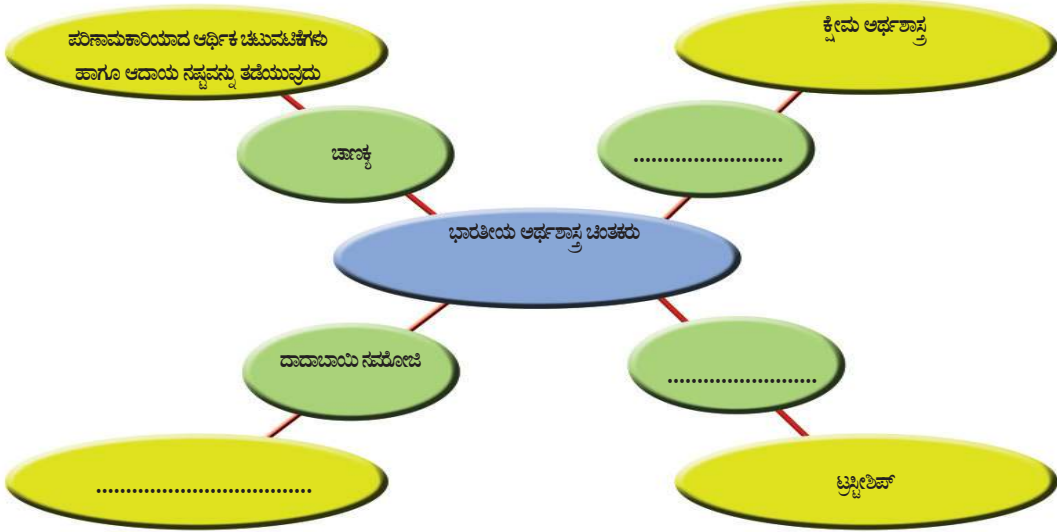 ಪರಿಣಾಮಕಾರಿಯಾದ ಆರ್ಥಿಕ ಚಟುವಟಿಕೆಗಳು
ಹಾಗೂ ಆದಾಯ ನಷ್ಟವನ್ನು ತಡೆಯುವುದು
ಕ್ಷೇಮ ಅರ್ಥಶಾಸ್ತ್ರ
ಚಾಣಕ್ಯ
.........................
ಭಾರತೀಯ ಅರ್ಥಶಾಸ್ತ್ರ ಚಿಂತಕರು
ದಾದಾಬಾಯಿ ನವರೋಜಿ
.........................
....................................
ಟ್ರಸ್ಟೀಶಿಪ್